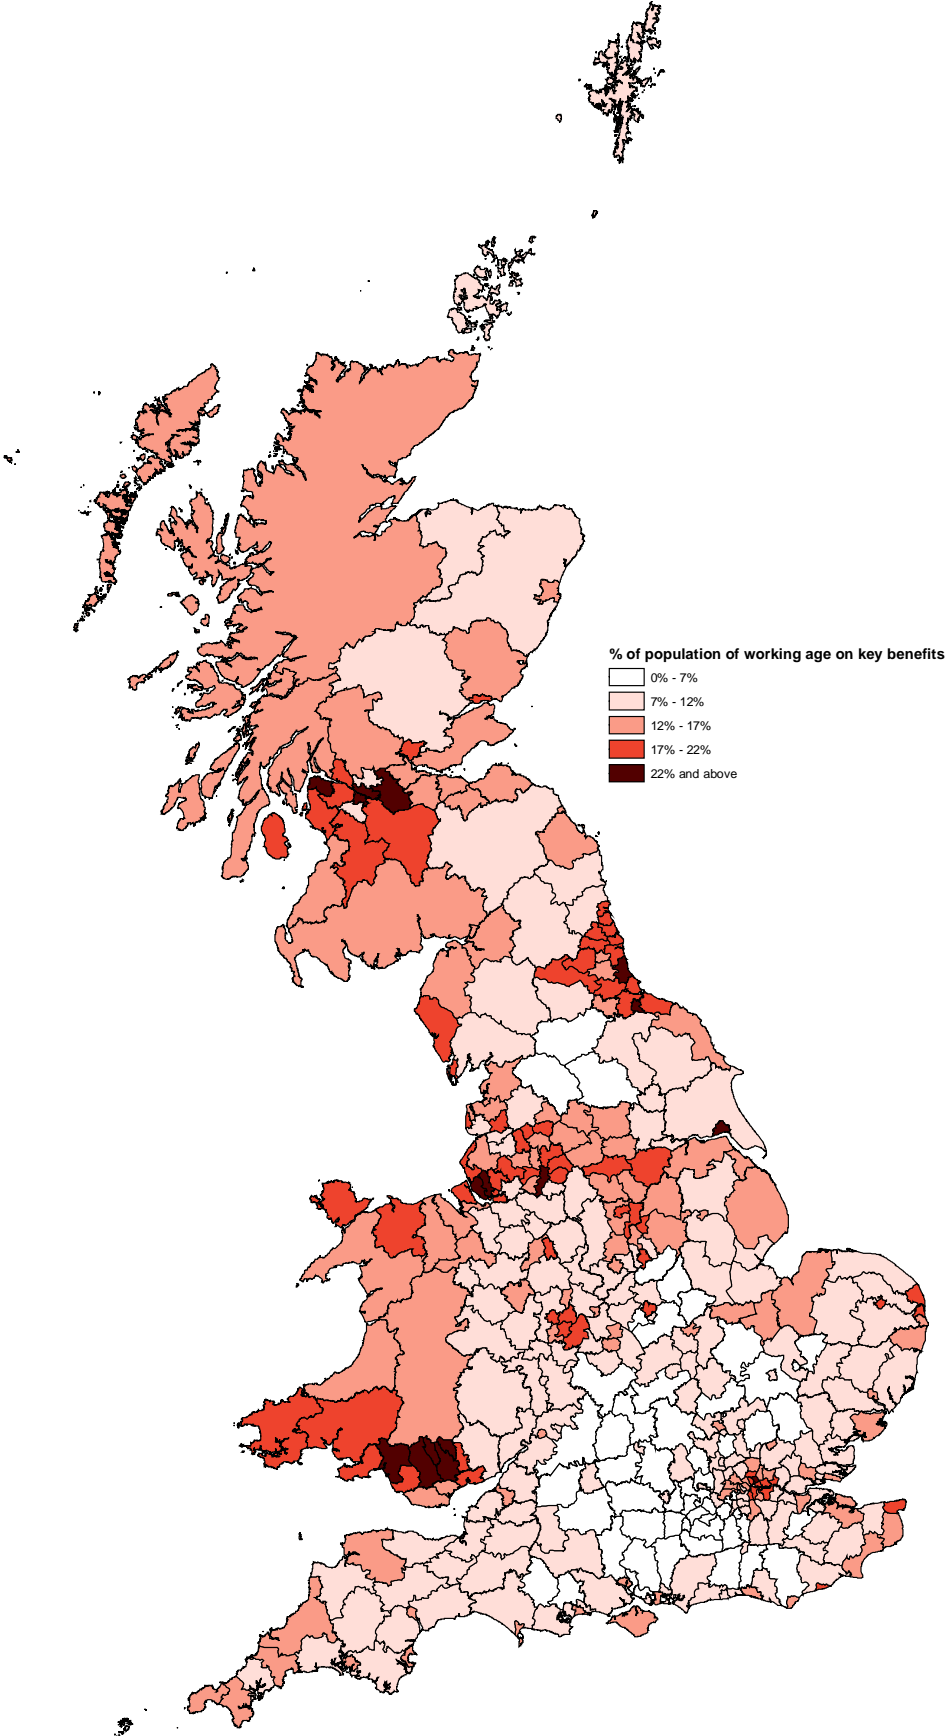 % of population of working age on key benefits
0% - 7%
7% - 12%
12% - 17%
17% - 22%
22% and above